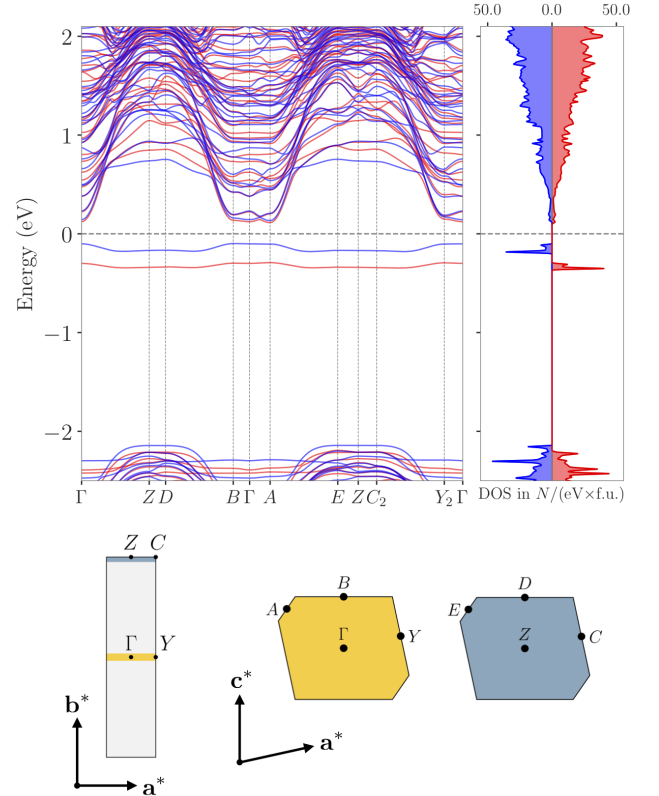 50.0 0.0 50.0
2
1
0
−1
−2
Energy (eV)
Γ Z D B Γ A E Z C₂ Y₂ Γ
DOS in N/(eV×f.u.)
Z C
Γ Y
b*
a*
B
A
Γ
Y
c*
a*
D
E
Z
C